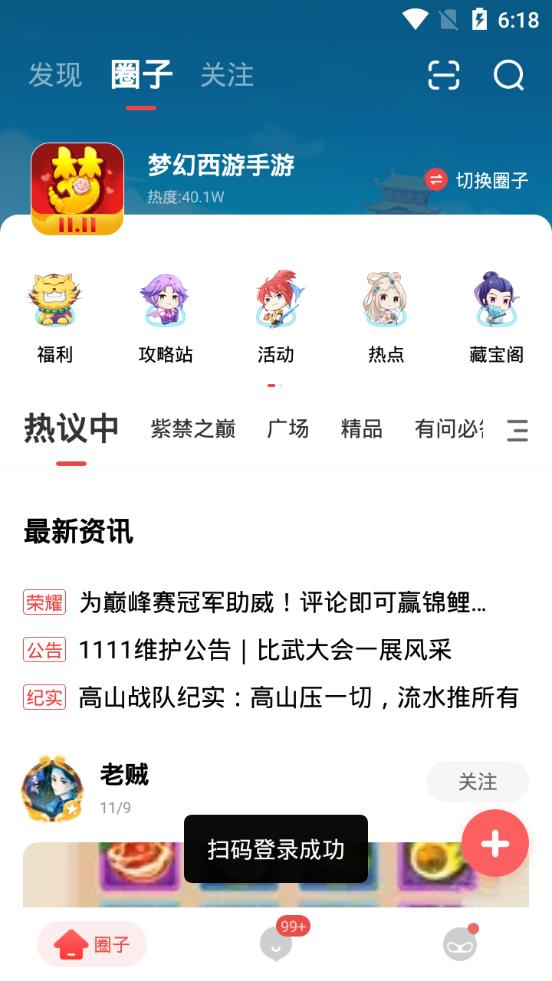 6:18
发现 圈子 关注
梦幻西游手游
热度:40.1W
切换圈子
梦
11.11
福利 攻略站 活动 热点 藏宝阁
热议中 紫禁之巅 广场 精品 有问必
最新资讯
荣耀 为巅峰赛冠军助威！评论即可赢锦鲤...
公告 1111维护公告｜比武大会一展风采
纪实 高山战队纪实：高山压一切，流水推所有
老贼
11/9
关注
扫码登录成功
圈子
99+